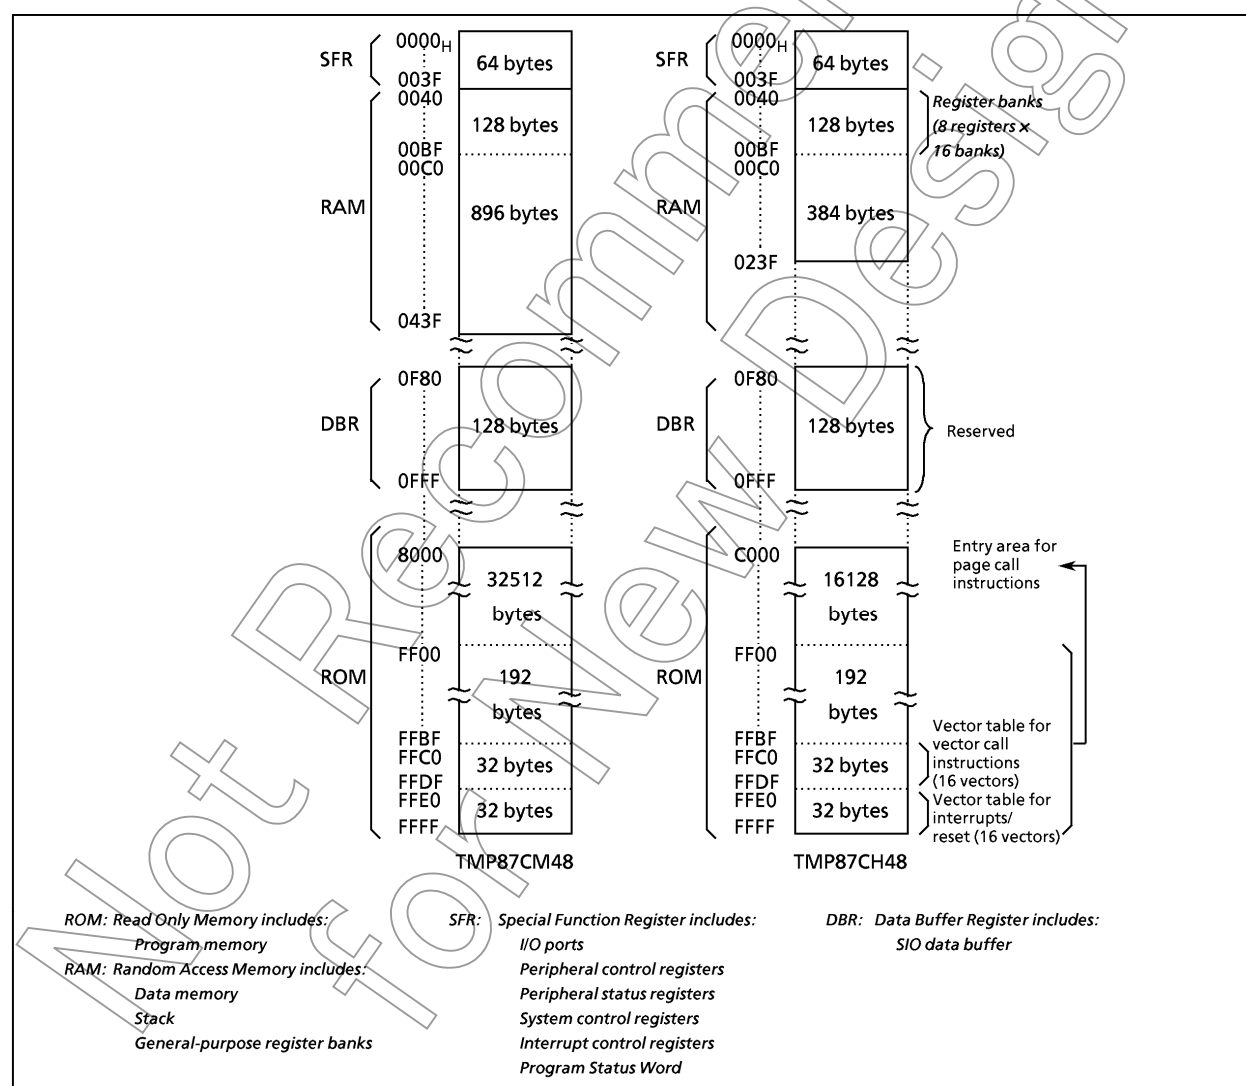 SFR
0000H
003F
64 bytes
0040
00BF
128 bytes
00C0
RAM
896 bytes
043F
DBR
0F80
0FFF
128 bytes
ROM
8000
32512
bytes
FF00
192
bytes
FFBF
FFC0
32 bytes
FFDF
FFE0
32 bytes
FFFF
TMP87CM48
SFR
0000H
003F
64 bytes
0040
00BF
128 bytes
Register banks
(8 registers ×
16 banks)
00C0
RAM
384 bytes
023F
DBR
0F80
0FFF
128 bytes
Reserved
ROM
C000
16128
bytes
Entry area for
page call
instructions
FF00
192
bytes
FFBF
FFC0
32 bytes
FFDF
Vector table for
vector call
instructions
(16 vectors)
FFE0
32 bytes
FFFF
Vector table for
interrupts/
reset (16 vectors)
TMP87CH48
ROM: Read Only Memory includes:
Program memory
RAM: Random Access Memory includes:
Data memory
Stack
General-purpose register banks
SFR: Special Function Register includes:
I/O ports
Peripheral control registers
Peripheral status registers
System control registers
Interrupt control registers
Program Status Word
DBR: Data Buffer Register includes:
SIO data buffer
Not Recommen
for New Desig